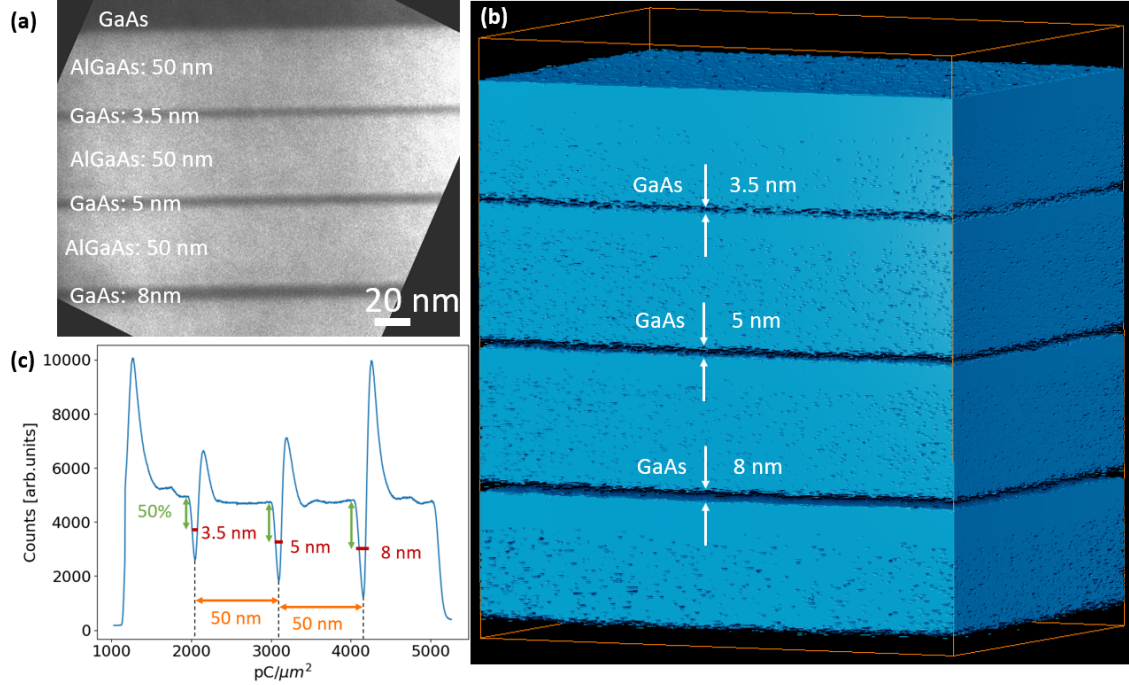 (a)
GaAs
AlGaAs: 50 nm
GaAs: 3.5 nm
AlGaAs: 50 nm
GaAs: 5 nm
AlGaAs: 50 nm
GaAs: 8nm
20 nm
(b)
GaAs 3.5 nm
GaAs 5 nm
GaAs 8 nm
(c)
Counts [arb.units]
10000
8000
6000
4000
2000
0
50%
3.5 nm
5 nm
8 nm
50 nm
50 nm
1000 2000 3000 4000 5000
pC/μm²